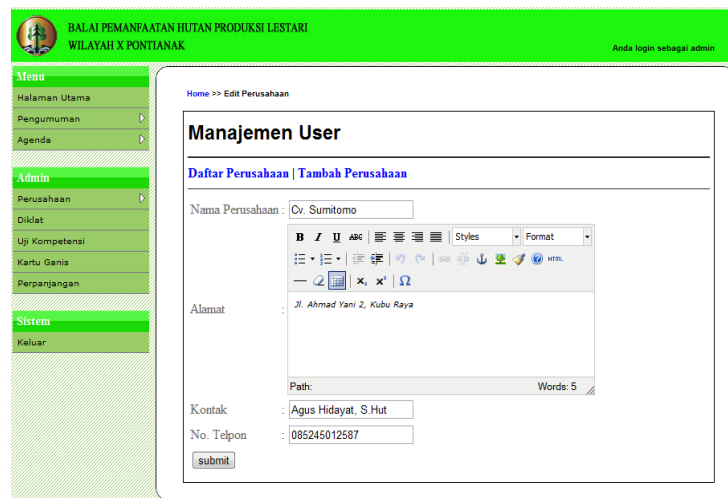 BALAI PEMANFAATAN HUTAN PRODUKSI LESTARI
WILAYAH X PONTIANAK
Anda login sebagai admin
Menu
Halaman Utama
Pengumuman
Agenda
Admin
Perusahaan
Diklat
Uji Kompetensi
Kartu Ganis
Perpanjangan
Sistem
Keluar
Home >> Edit Perusahaan
Manajemen User
Daftar Perusahaan | Tambah Perusahaan
Nama Perusahaan : Cv. Sumitomo
B I U ABC Styles Format
HTML
x, x' Ω
Alamat :
Jl. Ahmad Yani 2, Kubu Raya
Path: Words: 5
Kontak : Agus Hidayat, S.Hut
No. Telpon : 085245012587
submit